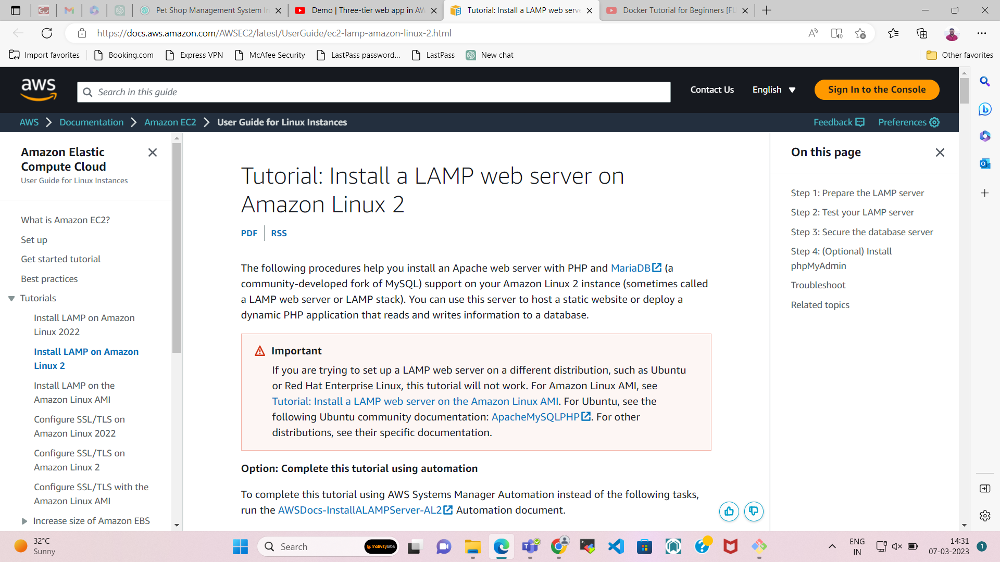 Pet Shop Management System In
Demo | Three-tier web app in AW
Tutorial: Install a LAMP web serve
Docker Tutorial for Beginners [FU
https://docs.aws.amazon.com/AWSEC2/latest/UserGuide/ec2-lamp-amazon-linux-2.html
Import favorites
Booking.com
Express VPN
McAfee Security
LastPass password...
LastPass
New chat
Other favorites
aws
Search in this guide
Contact Us
English
Sign In to the Console
AWS
Documentation
Amazon EC2
User Guide for Linux Instances
Feedback
Preferences
Amazon Elastic
Compute Cloud
User Guide for Linux Instances
What is Amazon EC2?
Set up
Get started tutorial
Best practices
Tutorials
Install LAMP on Amazon
Linux 2022
Install LAMP on Amazon
Linux 2
Install LAMP on the
Amazon Linux AMI
Configure SSL/TLS on
Amazon Linux 2022
Configure SSL/TLS on
Amazon Linux 2
Configure SSL/TLS with the
Amazon Linux AMI
Increase size of Amazon EBS
Tutorial: Install a LAMP web server on
Amazon Linux 2
PDF
RSS
The following procedures help you install an Apache web server with PHP and MariaDB (a
community-developed fork of MySQL) support on your Amazon Linux 2 instance (sometimes called
a LAMP web server or LAMP stack). You can use this server to host a static website or deploy a
dynamic PHP application that reads and writes information to a database.
Important
If you are trying to set up a LAMP web server on a different distribution, such as Ubuntu
or Red Hat Enterprise Linux, this tutorial will not work. For Amazon Linux AMI, see
Tutorial: Install a LAMP web server on the Amazon Linux AMI. For Ubuntu, see the
following Ubuntu community documentation: ApacheMySQLPHP. For other
distributions, see their specific documentation.
Option: Complete this tutorial using automation
To complete this tutorial using AWS Systems Manager Automation instead of the following tasks,
run the AWSDocs-InstallALAMPServer-AL2 Automation document.
On this page
Step 1: Prepare the LAMP server
Step 2: Test your LAMP server
Step 3: Secure the database server
Step 4: (Optional) Install
phpMyAdmin
Troubleshoot
Related topics
32°C
Sunny
Search
motivitylabs
ENG
IN
14:31
07-03-2023
1